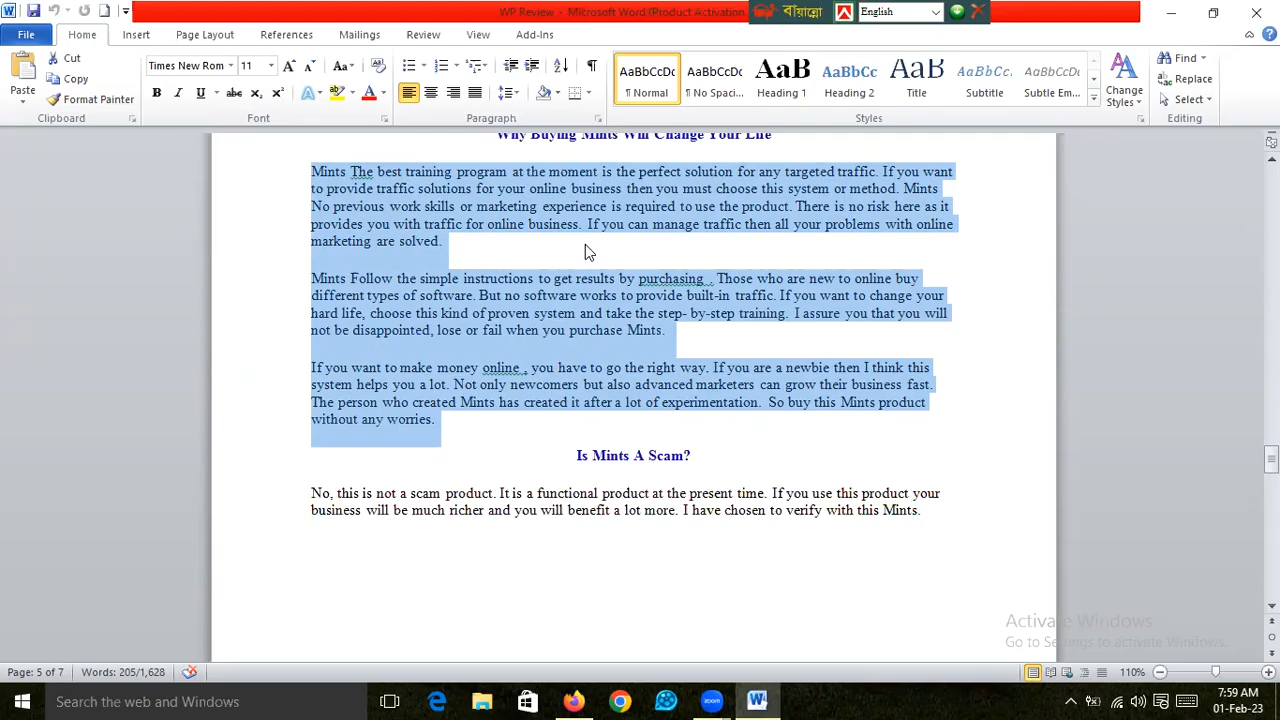 WP Review - Microsoft Word (Product Activation
বায়ান্নো
English
File
Home
Insert
Page Layout
References
Mailings
Review
View
Add-Ins
Paste
Cut
Copy
Format Painter
Clipboard
Times New Rom
11
Font
Paragraph
AaBbCcDc
¶ Normal
AaBbCcDc
¶ No Spaci...
AaB
Heading 1
AaBbCc
Heading 2
AaB
Title
AaBbCc
Subtitle
AaBbCcDc
Subtle Em...
Change
Styles
Styles
Find
Replace
Select
Editing
Why Buying Mints Will Change Your Life
Mints The best training program at the moment is the perfect solution for any targeted traffic. If you want
to provide traffic solutions for your online business then you must choose this system or method. Mints
No previous work skills or marketing experience is required to use the product. There is no risk here as it
provides you with traffic for online business. If you can manage traffic then all your problems with online
marketing are solved.
Mints Follow the simple instructions to get results by purchasing . Those who are new to online buy
different types of software. But no software works to provide built-in traffic. If you want to change your
hard life, choose this kind of proven system and take the step- by-step training. I assure you that you will
not be disappointed, lose or fail when you purchase Mints.
If you want to make money online , you have to go the right way. If you are a newbie then I think this
system helps you a lot. Not only newcomers but also advanced marketers can grow their business fast.
The person who created Mints has created it after a lot of experimentation. So buy this Mints product
without any worries.
Is Mints A Scam?
No, this is not a scam product. It is a functional product at the present time. If you use this product your
business will be much richer and you will benefit a lot more. I have chosen to verify with this Mints.
Activate Windows
Go to Settings to activate Windows.
Page: 5 of 7
Words: 205/1,628
110%
Search the web and Windows
zoom
7:59 AM
01-Feb-23